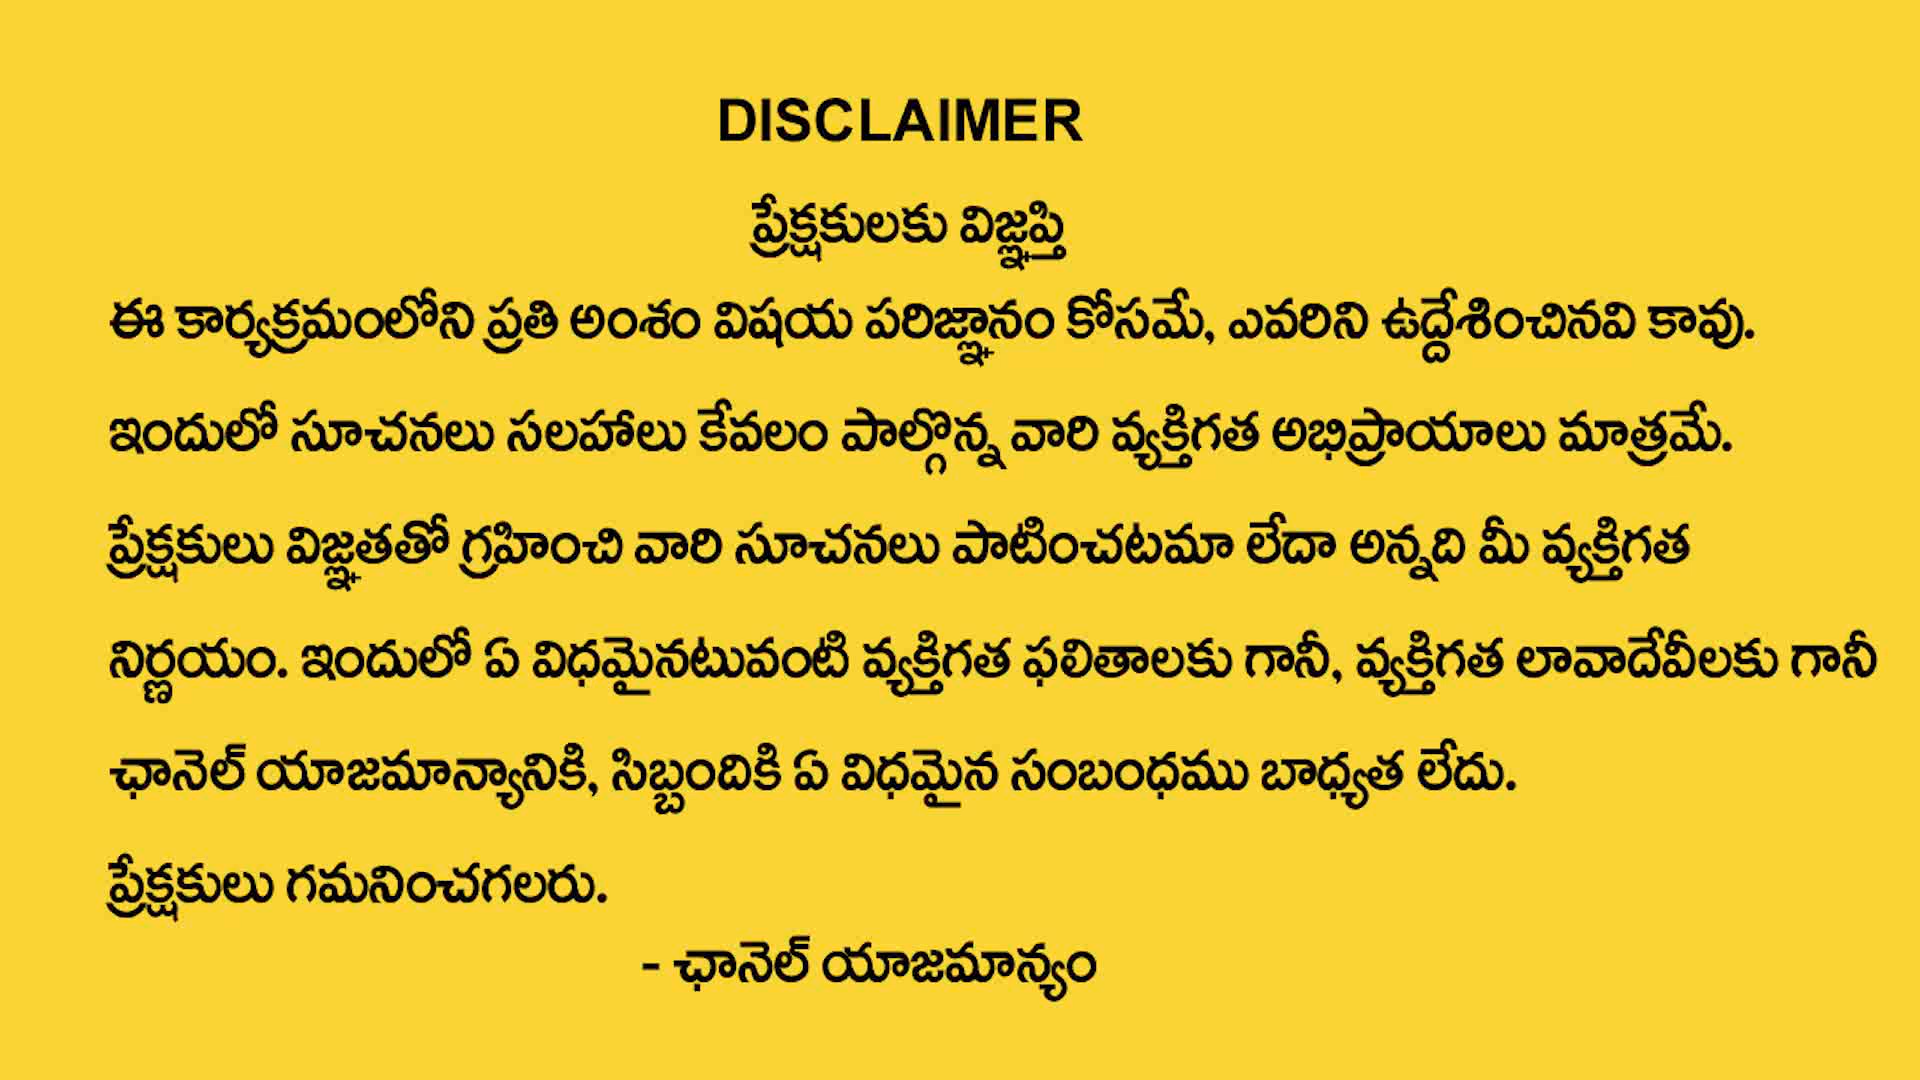 DISCLAIMER
ప్రేక్షకులకు విజ్ఞప్తి
ఈ కార్యక్రమంలోని ప్రతి అంశం విషయ పరిజ్ఞానం కోసమే, ఎవరిని ఉద్దేశించినవి కావు.
ఇందులో సూచనలు సలహాలు కేవలం పాల్గొన్న వారి వ్యక్తిగత అభిప్రాయాలు మాత్రమే.
ప్రేక్షకులు విజ్ఞతతో గ్రహించి వారి సూచనలు పాటించటమా లేదా అన్నది మీ వ్యక్తిగత
నిర్ణయం. ఇందులో ఏ విధమైనటువంటి వ్యక్తిగత ఫలితాలకు గానీ, వ్యక్తిగత లావాదేవీలకు గానీ
ఛానెల్ యాజమాన్యానికి, సిబ్బందికి ఏ విధమైన సంబంధము బాధ్యత లేదు.
ప్రేక్షకులు గమనించగలరు.
- ఛానెల్ యాజమాన్యం